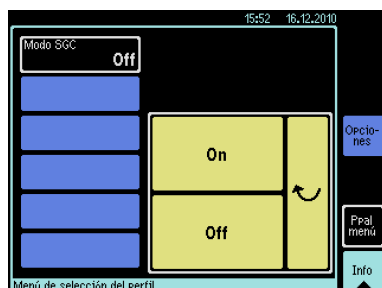 15:52 16.12.2010
Modo SGC
Off
On
Off
Opcio-
nes
Ppal
menú
Info
Menú de selección del perfil